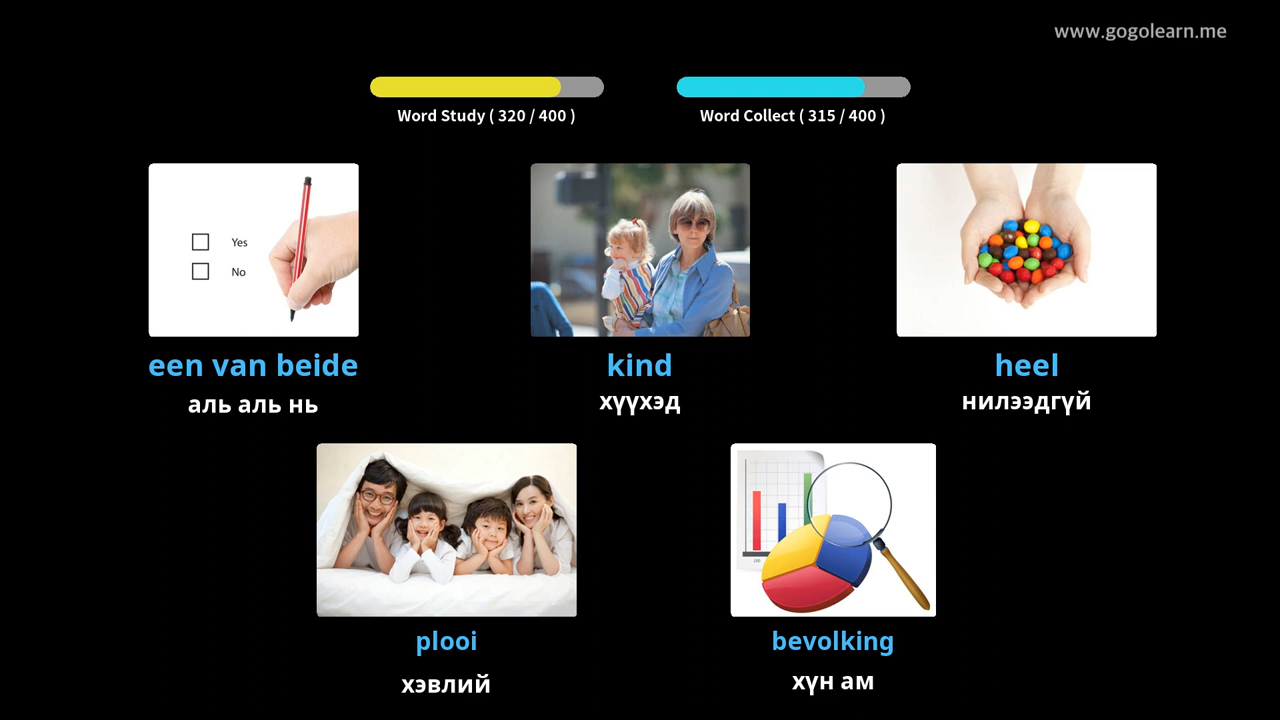 www.gogolearn.me
Word Study ( 320 / 400 )
Word Collect ( 315 / 400 )
Yes
No
een van beide
аль аль нь
kind
хүүхэд
heel
нилээдгүй
plooi
хэвлий
bevolking
хүн ам